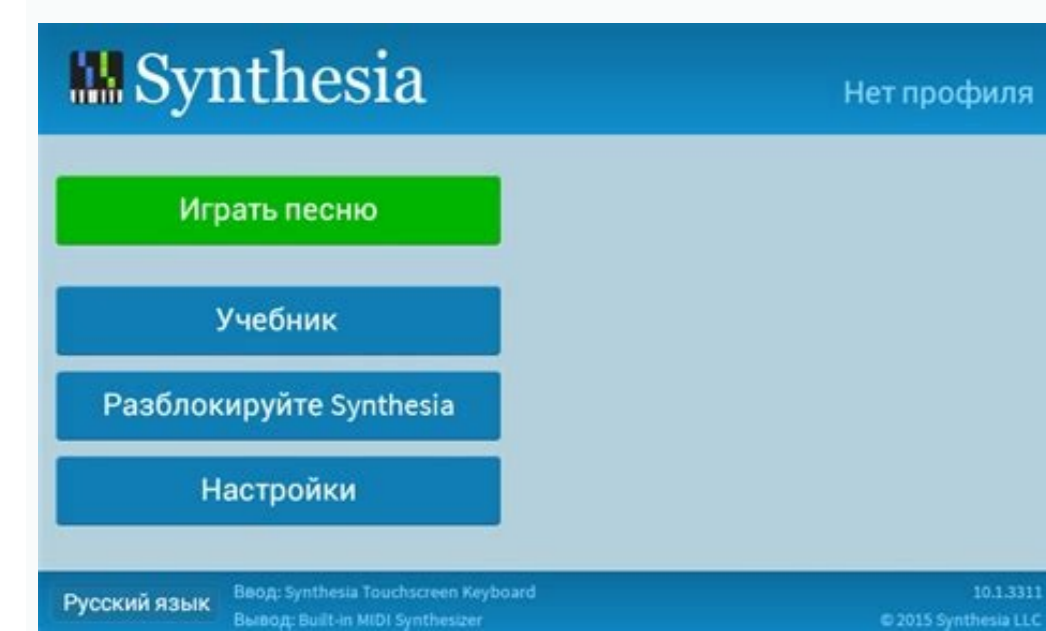 Synthesia
Нет профиля
Играть песню
Учебник
Разблокируйте Synthesia
Настройки
Русский язык
Ввод: Synthesia Touchscreen Keyboard
Вывод: Built-in MIDI Synthesizer
10.1.3311
© 2015 Synthesia LLC